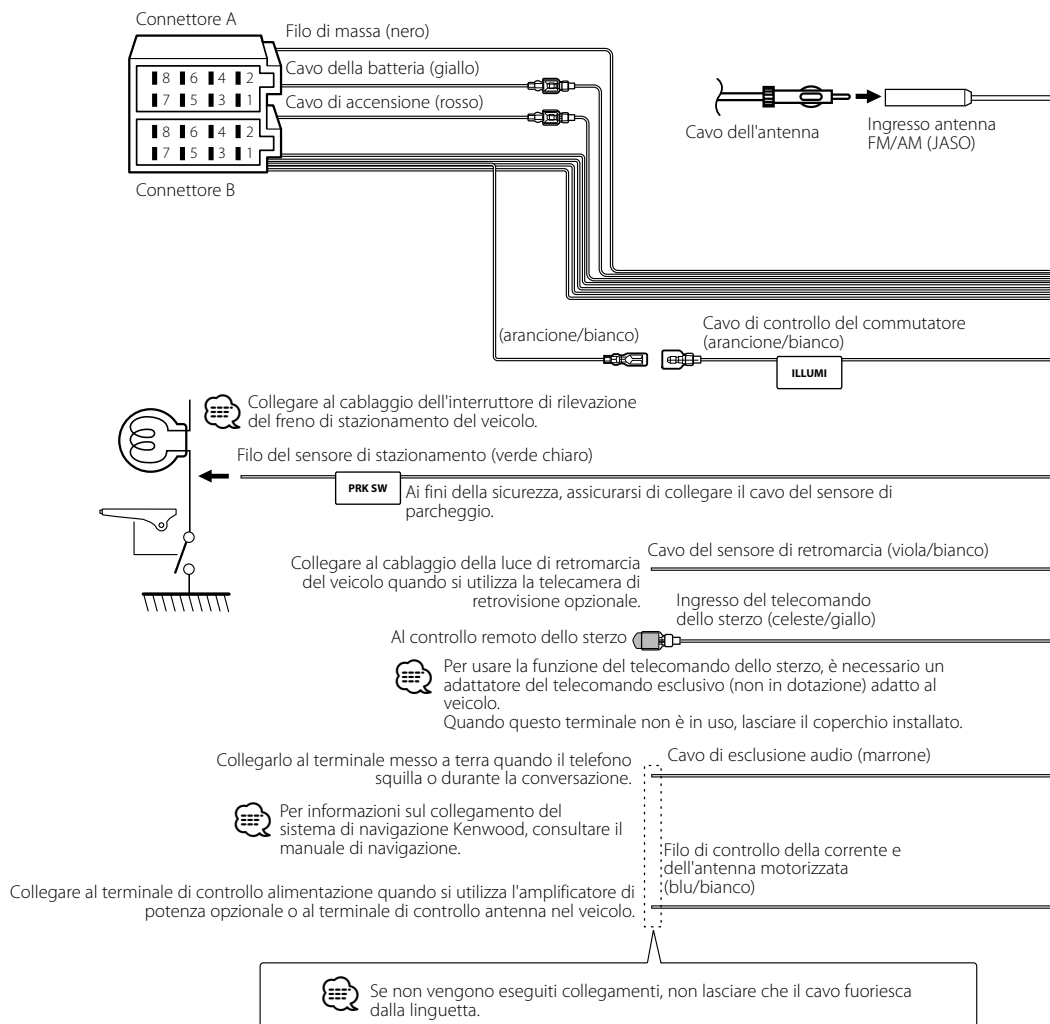 Connettore A
Filo di massa (nero)
Cavo della batteria (giallo)
Cavo di accensione (rosso)
8 6 4 2
7 5 3 1
8 6 4 2
7 5 3 1
Connettore B
Cavo dell'antenna
Ingresso antenna
FM/AM (JASO)
(arancione/bianco)
Cavo di controllo del commutatore
(arancione/bianco)
ILLUMI
Collegare al cablaggio dell'interruttore di rilevazione
del freno di stazionamento del veicolo.
Filo del sensore di stazionamento (verde chiaro)
PRK SW
Ai fini della sicurezza, assicurarsi di collegare il cavo del sensore di
parcheggio.
Collegare al cablaggio della luce di retromarcia
del veicolo quando si utilizza la telecamera di
retrovisione opzionale.
Cavo del sensore di retromarcia (viola/bianco)
Ingresso del telecomando
dello sterzo (celeste/giallo)
Al controllo remoto dello sterzo
Per usare la funzione del telecomando dello sterzo, è necessario un
adattatore del telecomando esclusivo (non in dotazione) adatto al
veicolo.
Quando questo terminale non è in uso, lasciare il coperchio installato.
Collegarlo al terminale messo a terra quando il telefono
squilla o durante la conversazione.
Cavo di esclusione audio (marrone)
Per informazioni sul collegamento del
sistema di navigazione Kenwood, consultare il
manuale di navigazione.
Filo di controllo della corrente e
dell'antenna motorizzata
(blu/bianco)
Collegare al terminale di controllo alimentazione quando si utilizza l'amplificatore di
potenza opzionale o al terminale di controllo antenna nel veicolo.
Se non vengono eseguiti collegamenti, non lasciare che il cavo fuoriesca
dalla linguetta.